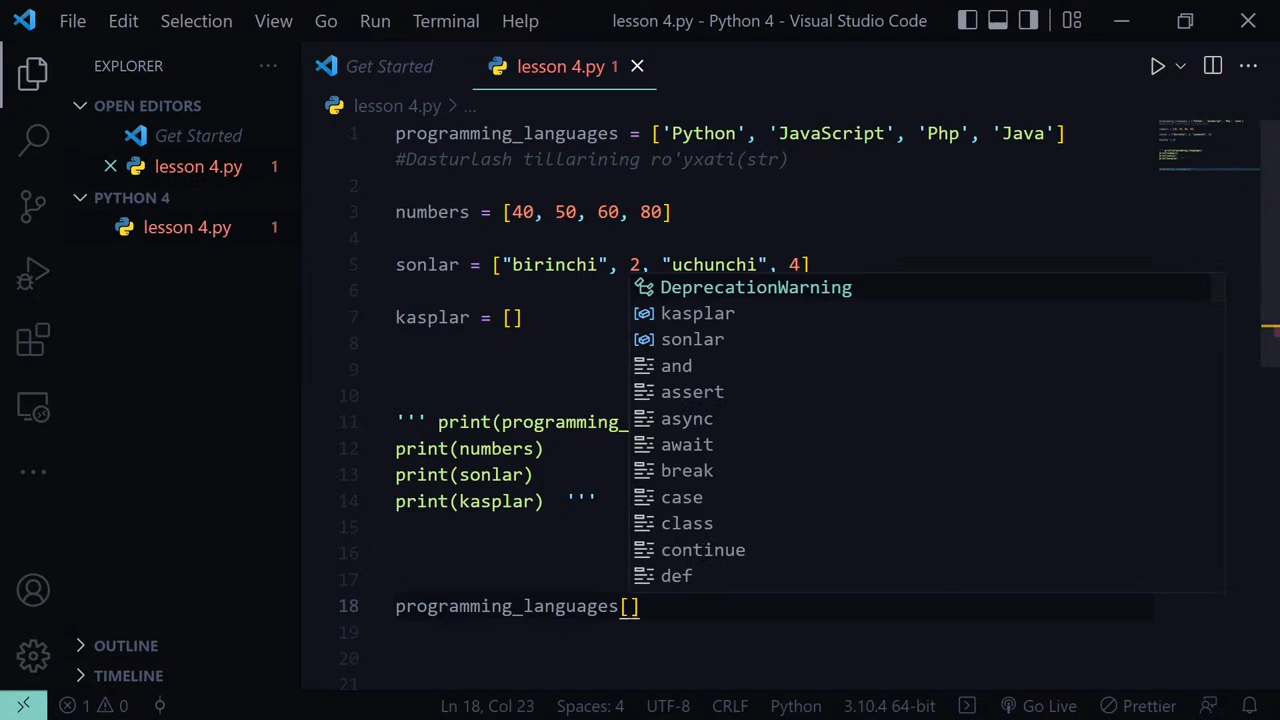 File Edit Selection View Go Run Terminal Help lesson 4.py - Python 4 - Visual Studio Code
EXPLORER
OPEN EDITORS
Get Started
lesson 4.py 1
PYTHON 4
lesson 4.py 1
OUTLINE
TIMELINE
Get Started lesson 4.py 1
lesson 4.py > ...
1 programming_languages = ['Python', 'JavaScript', 'Php', 'Java']
#DasturLash tillarining ro'yxati(str)
2
3 numbers = [40, 50, 60, 80]
4
5 sonlar = ["birinchi", 2, "uchunchi", 4]
6
7 kasplar = []
8
9
10
11 ''' print(programming_
12 print(numbers)
13 print(sonlar)
14 print(kasplar) '''
15
16
17
18 programming_languages[]
19
20
21
DeprecationWarning
kasplar
sonlar
and
assert
async
await
break
case
class
continue
def
1 0 Ln 18, Col 23 Spaces: 4 UTF-8 CRLF Python 3.10.4 64-bit Go Live Prettier